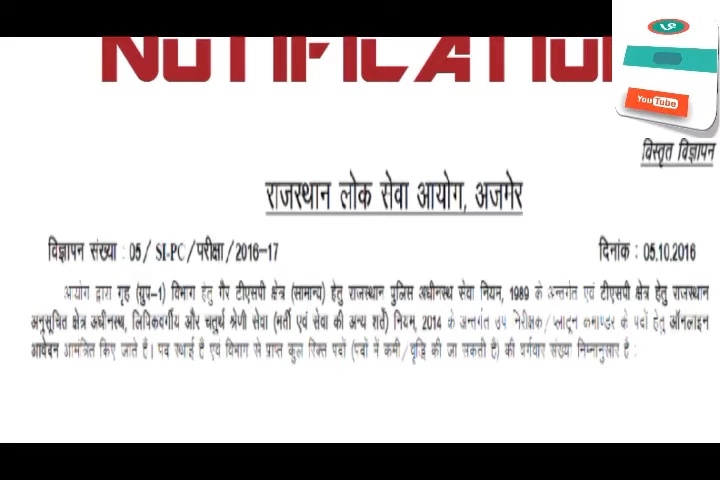 NOTIFICATION
YouTube
विस्तृत विज्ञापन
राजस्थान लोक सेवा आयोग, अजमेर
विज्ञापन संख्या : 05/ SI-PC/परीक्षा/2016-17 दिनांक : 05.10.2016
आयोग द्वारा गृह (ग्रुप-1) विभाग हेतु गैर टीएसपी क्षेत्र (सामान्य) हेतु राजस्थान पुलिस अधीनस्थ सेवा नियम, 1989 के अन्तर्गत एवं टीएसपी क्षेत्र हेतु राजस्थान
अनुसूचित क्षेत्र अधीनस्थ, लिपिकवर्गीय और चतुर्थ श्रेणी सेवा (भर्ती एवं सेवा की अन्य शर्तें) नियम, 2014 के अन्तर्गत उप निरीक्षक/प्लाटून कमाण्डर के पदों हेतु ऑनलाइन
आवेदन आमंत्रित किए जाते हैं। पद स्थाई है एवं विभाग से प्राप्त कुल रिक्त पदों (पदों में कमी/वृद्धि की जा सकती है) की वर्गवार संख्या निम्नानुसार है :